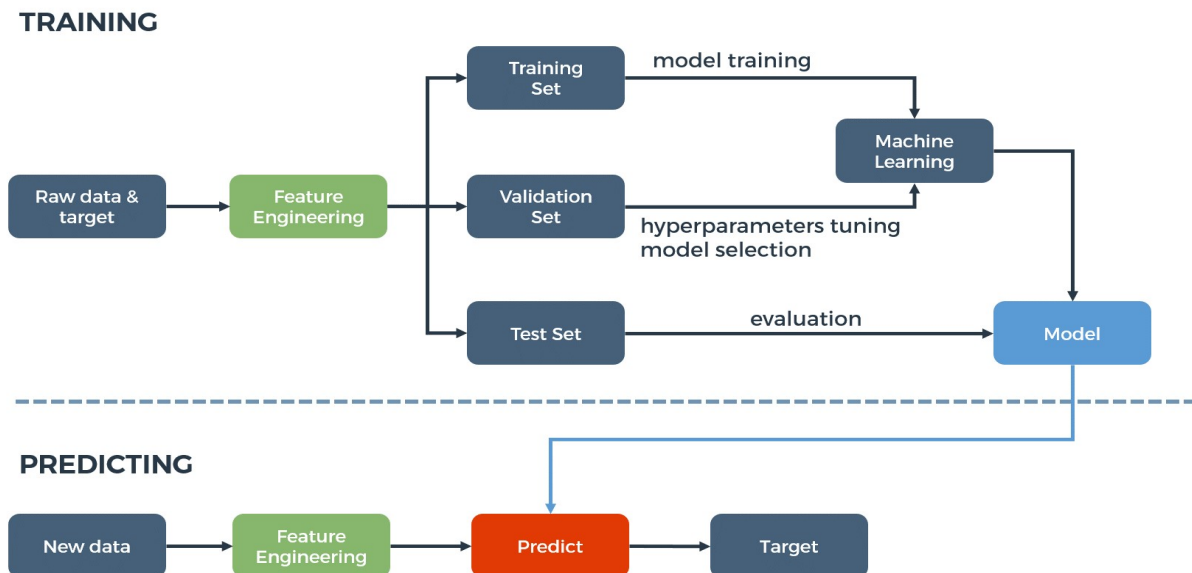 TRAINING
Training
Set
model training
Machine
Learning
Raw data &
target
Feature
Engineering
Validation
Set
hyperparameters tuning
model selection
Test Set
evaluation
Model
PREDICTING
New data
Feature
Engineering
Predict
Target